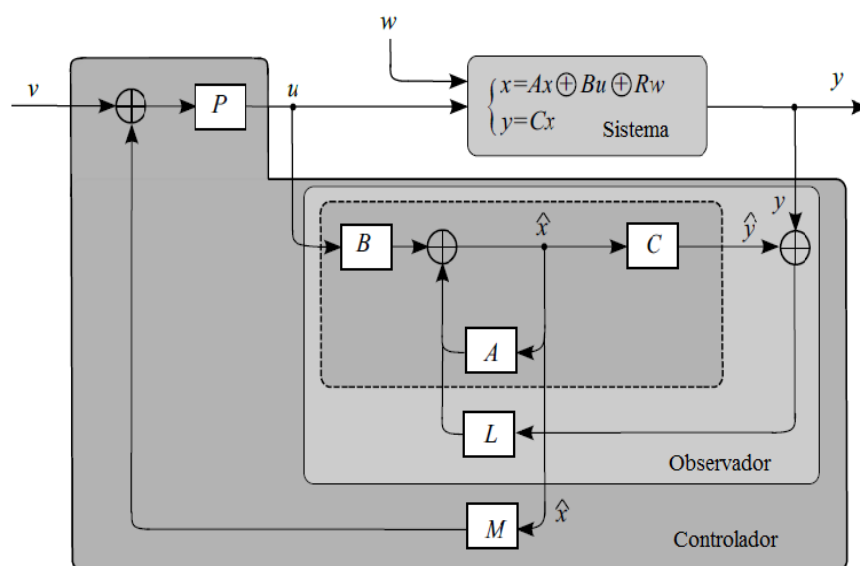 w
v
P
u
x=Ax⊕Bu⊕Rw
y=Cx
Sistema
y
y
B
x̂
C
ŷ
A
L
Observador
M
x̂
Controlador